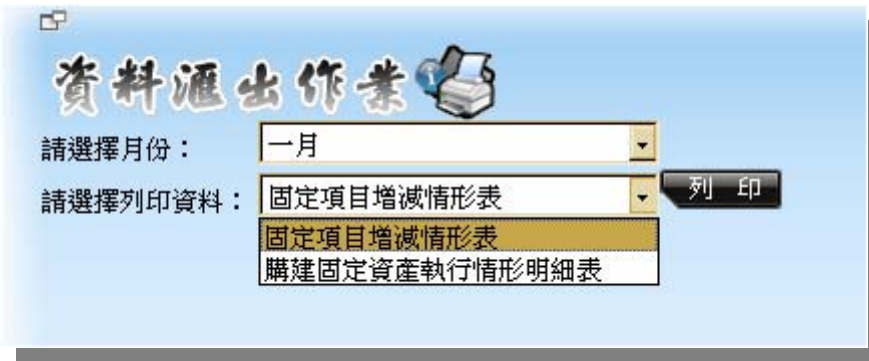 資料匯出作業
請選擇月份：
一月
請選擇列印資料：
固定項目增減情形表
列 印
固定項目增減情形表
購建固定資產執行情形明細表